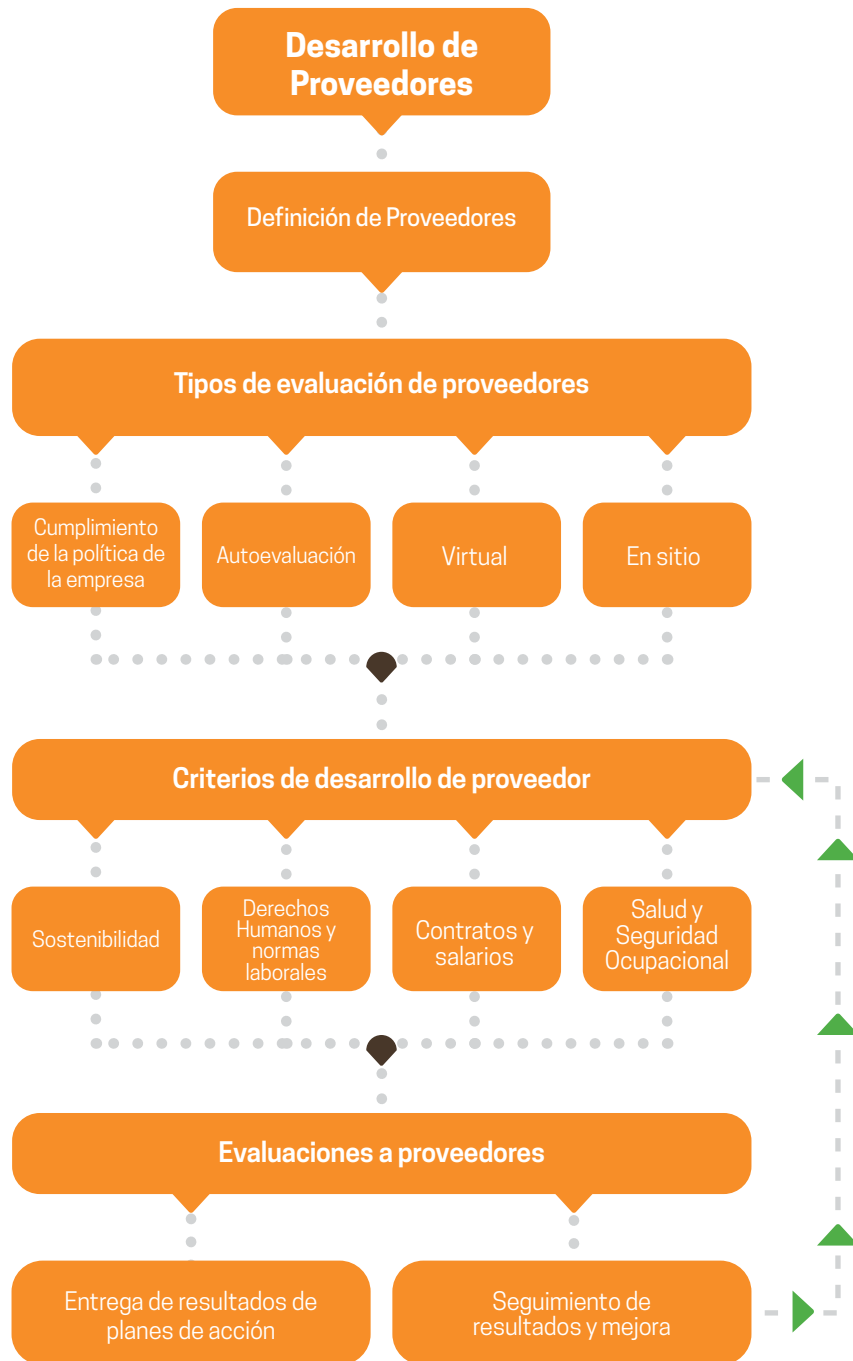 Desarrollo de
Proveedores
Definición de Proveedores
Tipos de evaluación de proveedores
Cumplimiento
de la política de
la empresa
Autoevaluación
Virtual
En sitio
Criterios de desarrollo de proveedor
Sostenibilidad
Derechos
Humanos y
normas
laborales
Contratos y
salarios
Salud y
Seguridad
Ocupacional
Evaluaciones a proveedores
Entrega de resultados de
planes de acción
Seguimiento de
resultados y mejora